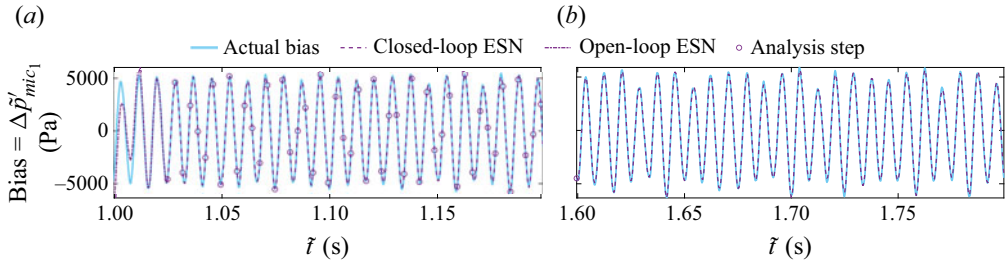 (a)
(b)
Actual bias
Closed-loop ESN
Open-loop ESN
Analysis step
Bias = Δp̃′mic1
(Pa)
5000
0
−5000
1.00
1.05
1.10
1.15
1.60
1.65
1.70
1.75
t̃ (s)
t̃ (s)